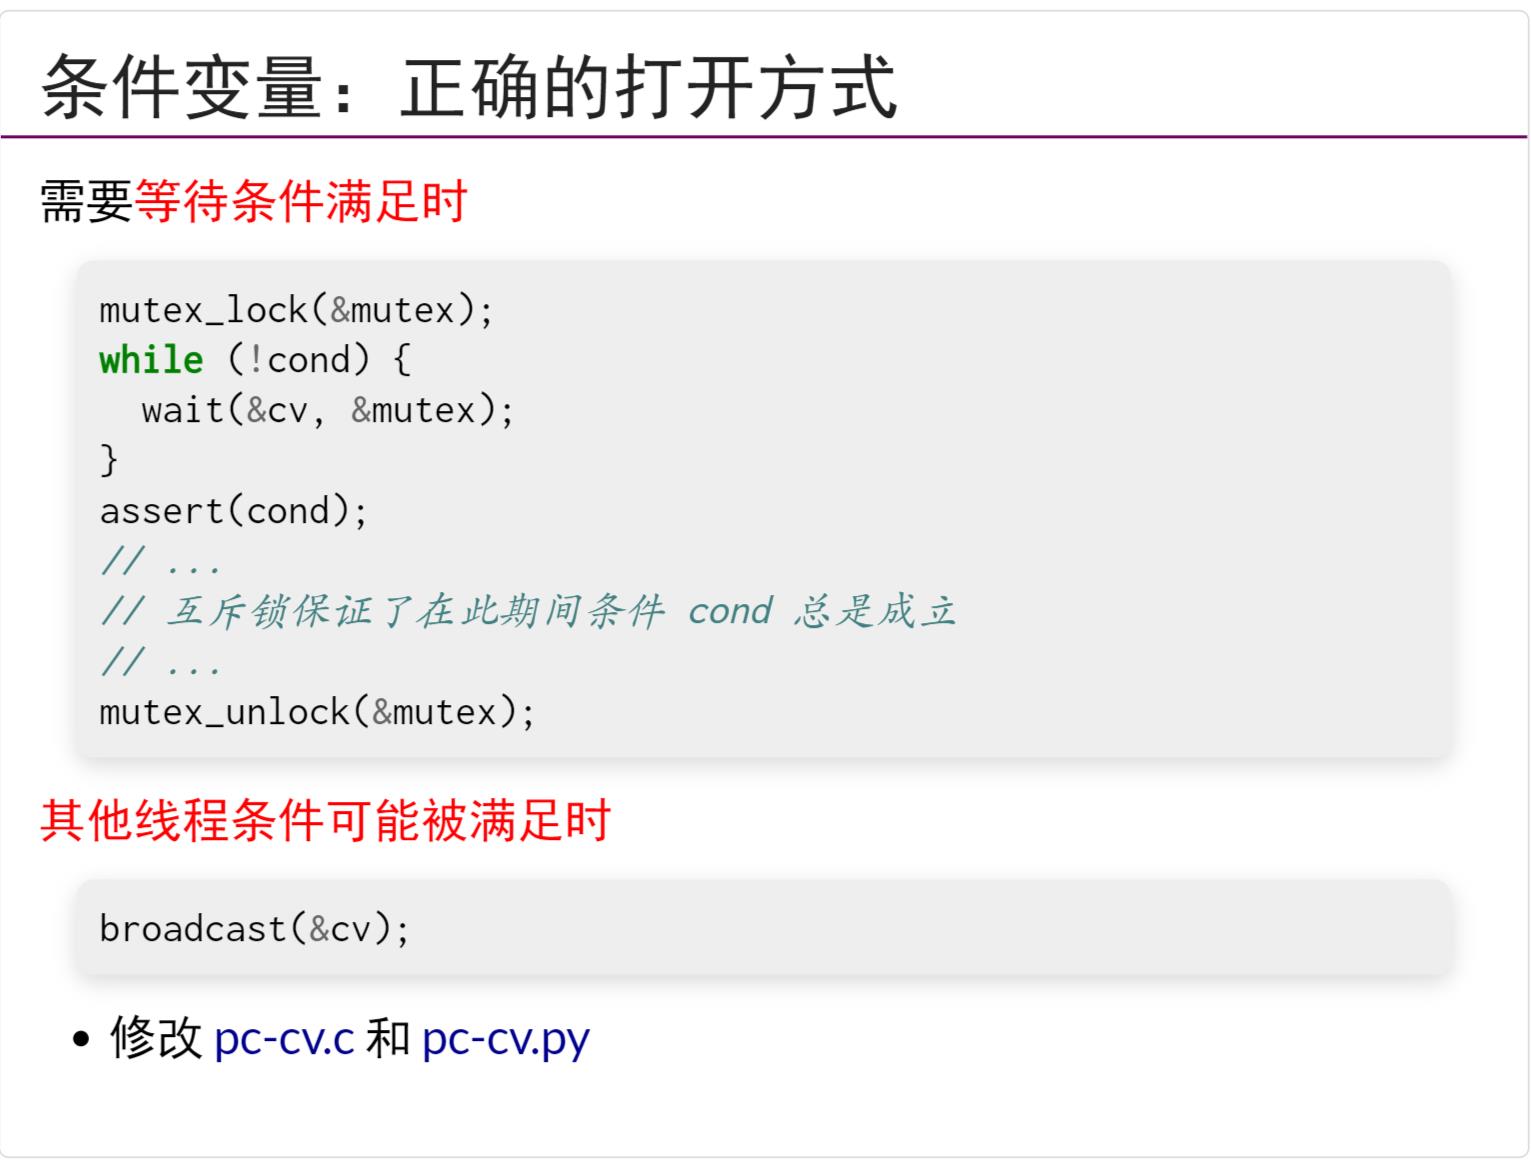 条件变量：正确的打开方式
需要等待条件满足时
mutex_lock(&mutex);
while (!cond) {
  wait(&cv, &mutex);
}
assert(cond);
// ...
// 互斥锁保证了在此期间条件 cond 总是成立
// ...
mutex_unlock(&mutex);
其他线程条件可能被满足时
broadcast(&cv);
• 修改 pc-cv.c 和 pc-cv.py